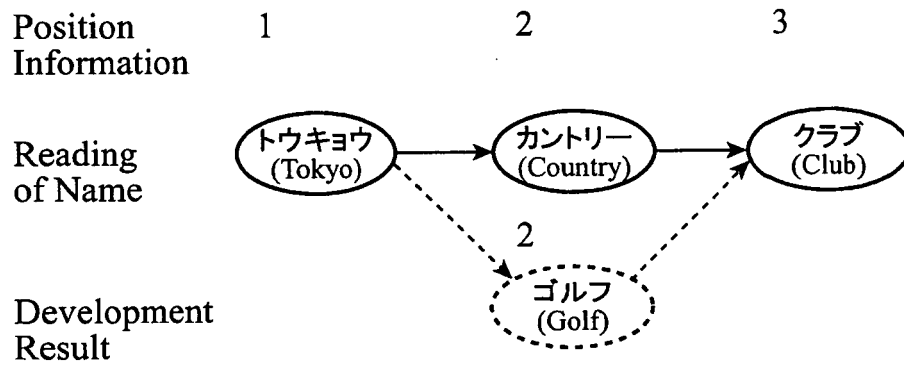 Position
Information
1
2
3
Reading
of Name
トウキョウ
(Tokyo)
カントリー
(Country)
クラブ
(Club)
2
Development
Result
ゴルフ
(Golf)